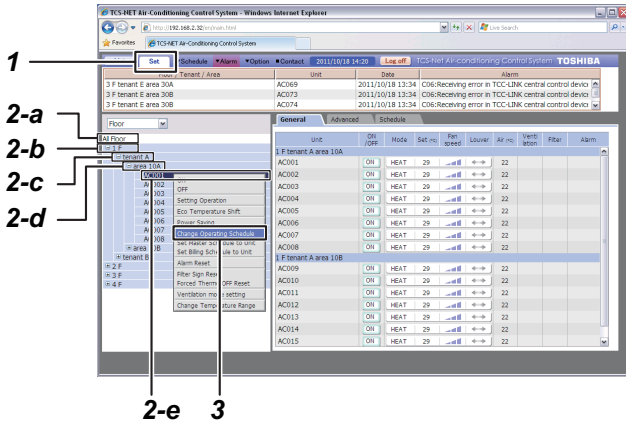 TCS-NET Air-Conditioning Control System - Windows Internet Explorer
http://192.168.2.32/en/main.html
Live Search
Favorites TCS-NET Air-Conditioning Control System
1
Set Schedule Alarm Option Contact 2011/10/18 14:20 Log off TCS-Net Air-Conditioning Control System TOSHIBA
Floor / Tenant / Area Unit Date Alarm
3 F tenant E area 30A AC069 2011/10/18 13:34 C06:Receiving error in TCC-LINK central control device
3 F tenant E area 30B AC073 2011/10/18 13:34 C06:Receiving error in TCC-LINK central control device
3 F tenant E area 30B AC074 2011/10/18 13:34 C06:Receiving error in TCC-LINK central control device
2-a
2-b
2-c
2-d
Floor
All Floor
1 F
tenant A
area 10A
AC001
002
003
004
005
006
007
008
area 10B
tenant B
2 F
3 F
4 F
OFF
Setting Operation
Eco Temperature Shift
Power Saving
Change Operating Schedule
Set Master Schedule to Unit
Set Billing Schedule to Unit
Alarm Reset
Filter Sign Reset
Forced Thermo OFF Reset
Ventilation mode setting
Change Temperature Range
General Advanced Schedule
Unit ON/OFF Mode Set (ºC) Fan speed Louver Air (ºC) Ventilation Filter Alarm
1 F tenant A area 10A
AC001 ON HEAT 29 22
AC002 ON HEAT 29 22
AC003 ON HEAT 29 22
AC004 ON HEAT 29 22
AC005 ON HEAT 29 22
AC006 ON HEAT 29 22
AC007 ON HEAT 29 22
AC008 ON HEAT 29 22
1 F tenant A area 10B
AC009 ON HEAT 29 22
AC010 ON HEAT 29 22
AC011 ON HEAT 29 22
AC012 ON HEAT 29 22
AC013 ON HEAT 29 22
AC014 ON HEAT 29 22
AC015 ON HEAT 29 22
2-e 3